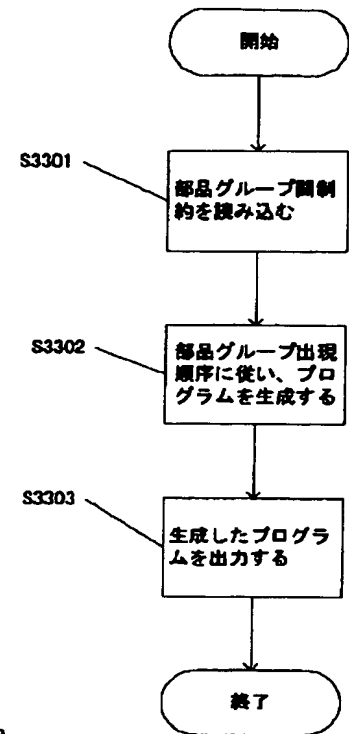 開始
S3301
部品グループ間制
約を読み込む
S3302
部品グループ出現
順序に従い、プロ
グラムを生成する
S3303
生成したプログラ
ムを出力する
終了